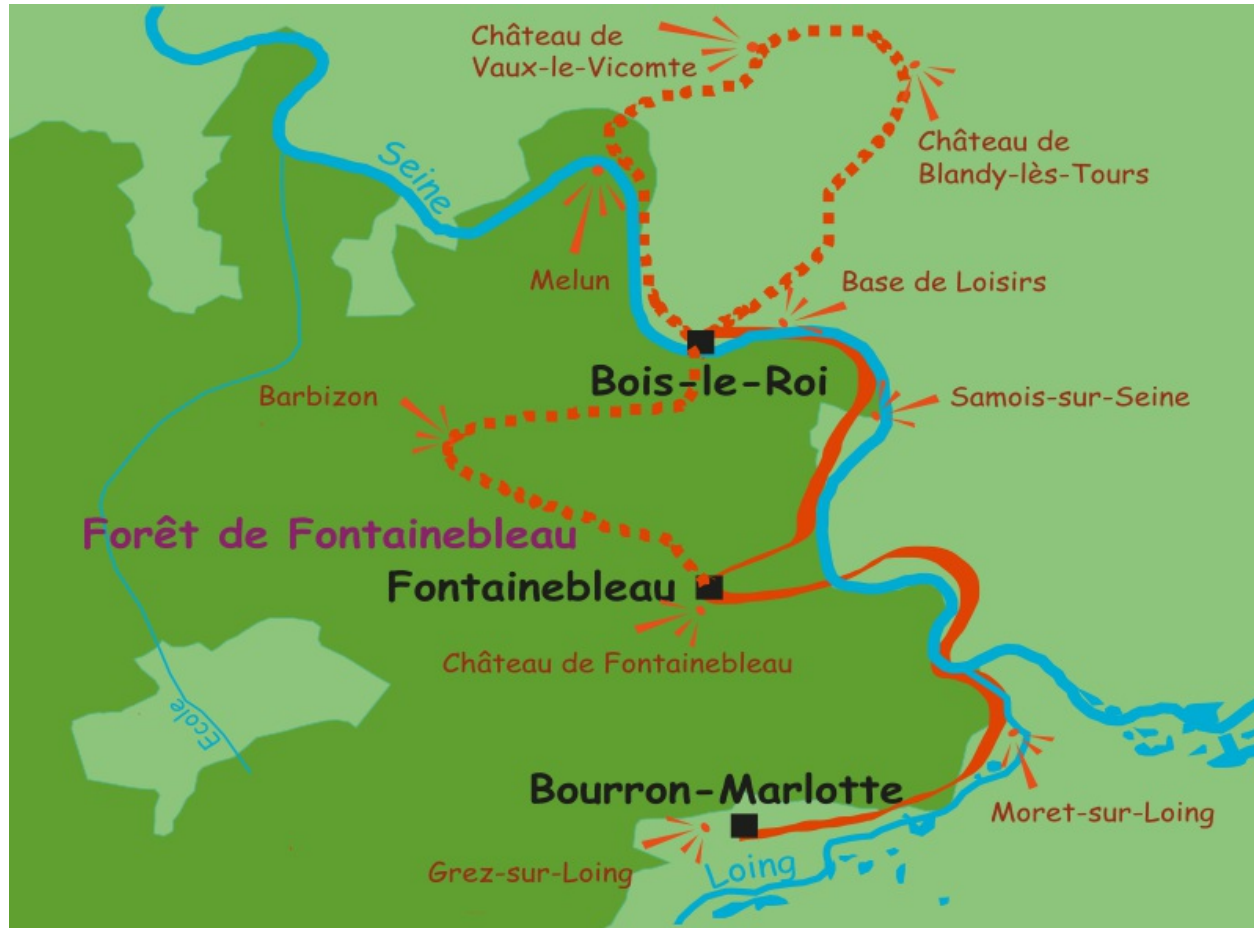 Château de
Vaux-le-Vicomte
Château de
Blandy-lès-Tours
Seine
Melun
Base de Loisirs
Bois-le-Roi
Barbizon
Samois-sur-Seine
Forêt de Fontainebleau
Fontainebleau
Château de Fontainebleau
Ecole
Bourron-Marlotte
Moret-sur-Loing
Grez-sur-Loing
Loing